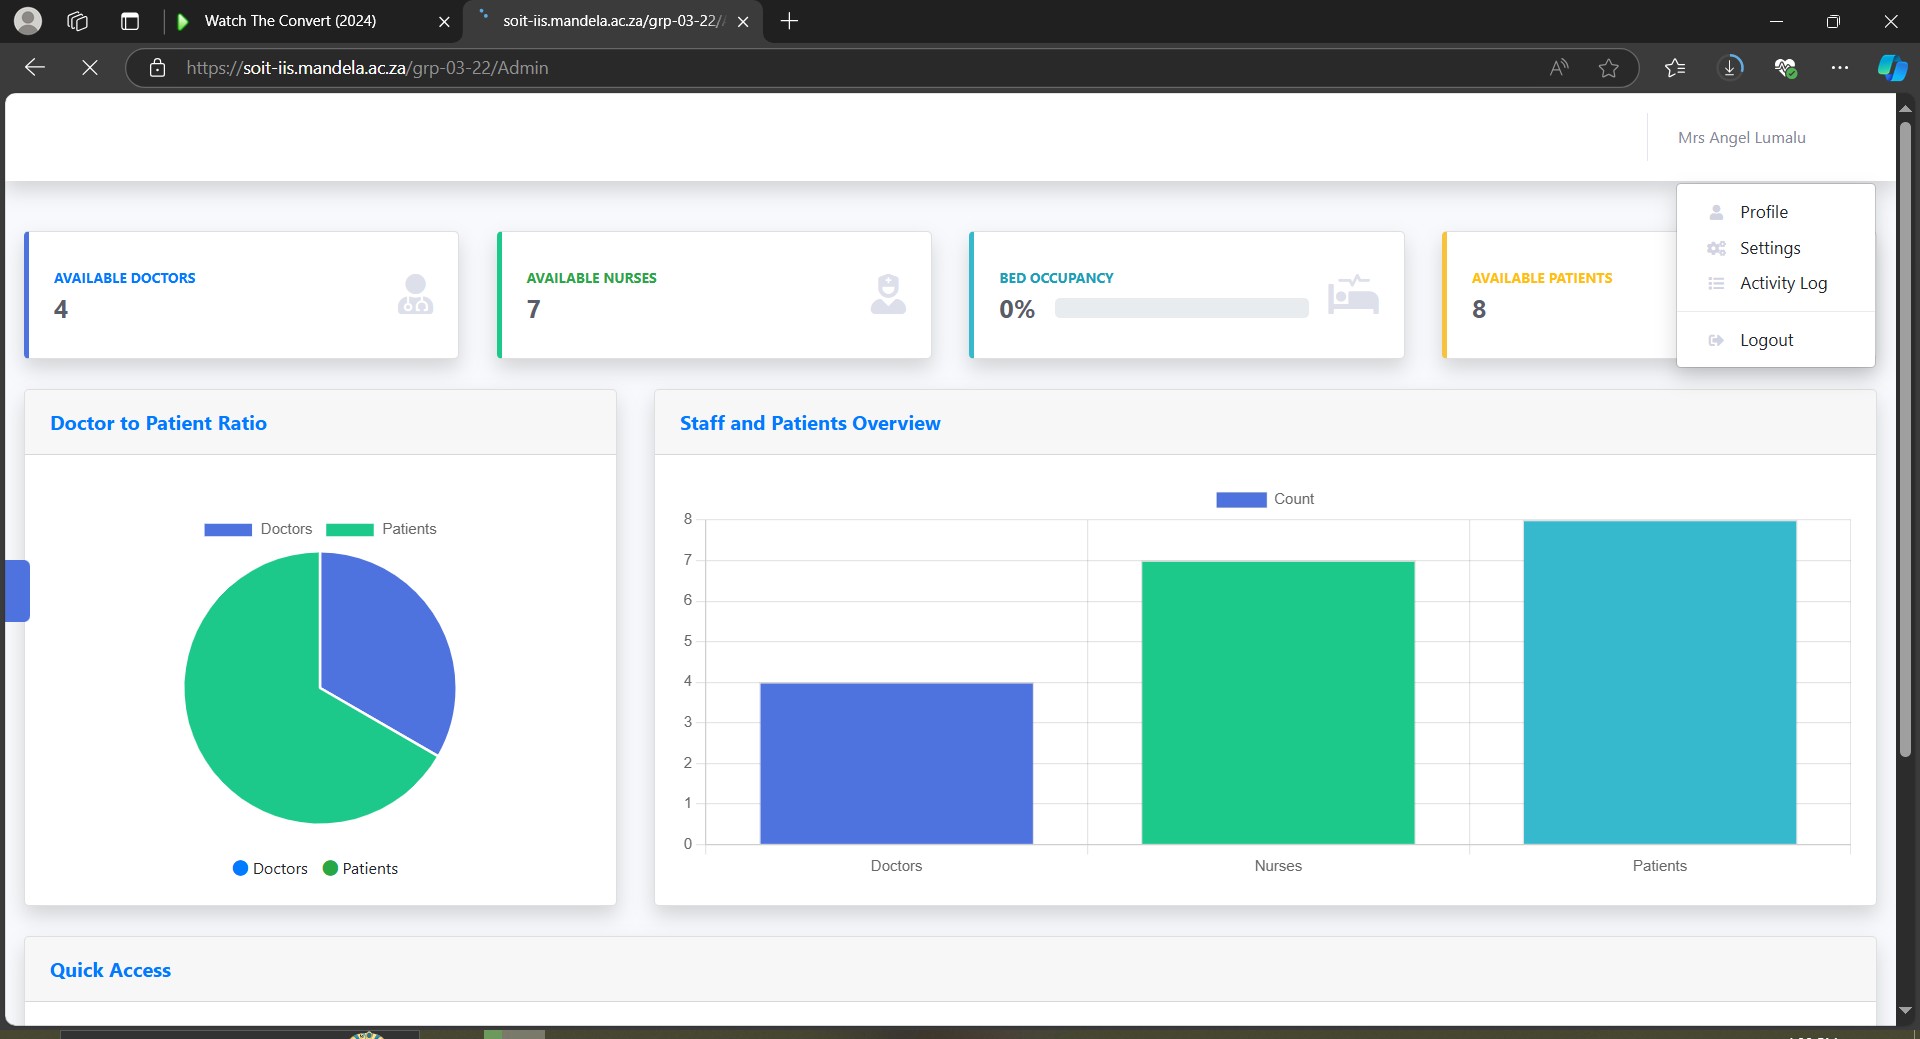 Watch The Convert (2024)
soit-iis.mandela.ac.za/grp-03-22/
https://soit-iis.mandela.ac.za/grp-03-22/Admin
Mrs Angel Lumalu
Profile
Settings
Activity Log
Logout
AVAILABLE DOCTORS
4
AVAILABLE NURSES
7
BED OCCUPANCY
0%
AVAILABLE PATIENTS
8
Doctor to Patient Ratio
Doctors Patients
Doctors Patients
Staff and Patients Overview
Count
8
7
6
5
4
3
2
1
0
Doctors Nurses Patients
Quick Access